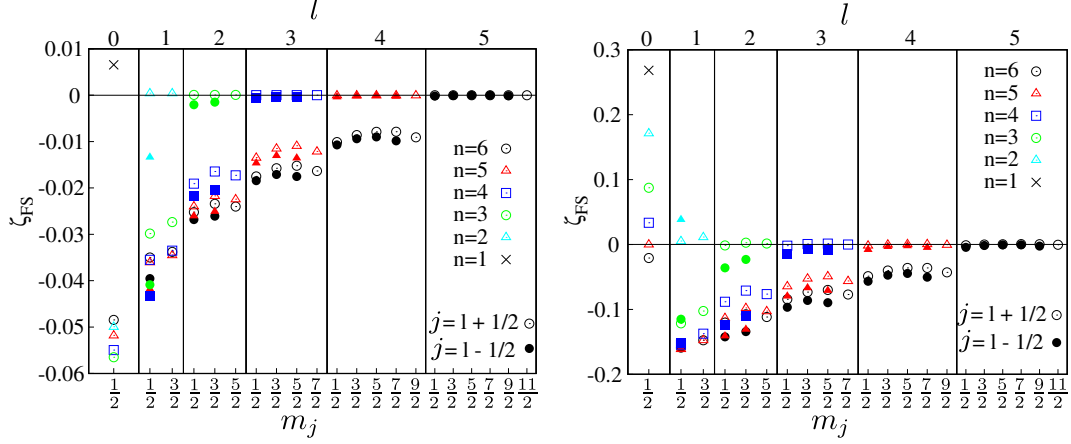 l
0 1 2 3 4 5
0.01
0
-0.01
-0.02
-0.03
-0.04
-0.05
-0.06
ζFS
n=6
n=5
n=4
n=3
n=2
n=1
j = l + 1/2
j = l - 1/2
1/2 1/2 3/2 1/2 3/2 5/2 1/2 3/2 5/2 7/2 1/2 3/2 5/2 7/2 9/2 1/2 3/2 5/2 7/2 9/2 11/2
mj
l
0 1 2 3 4 5
0.3
0.2
0.1
0
-0.1
-0.2
ζFS
n=6
n=5
n=4
n=3
n=2
n=1
j = l + 1/2
j = l - 1/2
1/2 1/2 3/2 1/2 3/2 5/2 1/2 3/2 5/2 7/2 1/2 3/2 5/2 7/2 9/2 1/2 3/2 5/2 7/2 9/2 11/2
mj